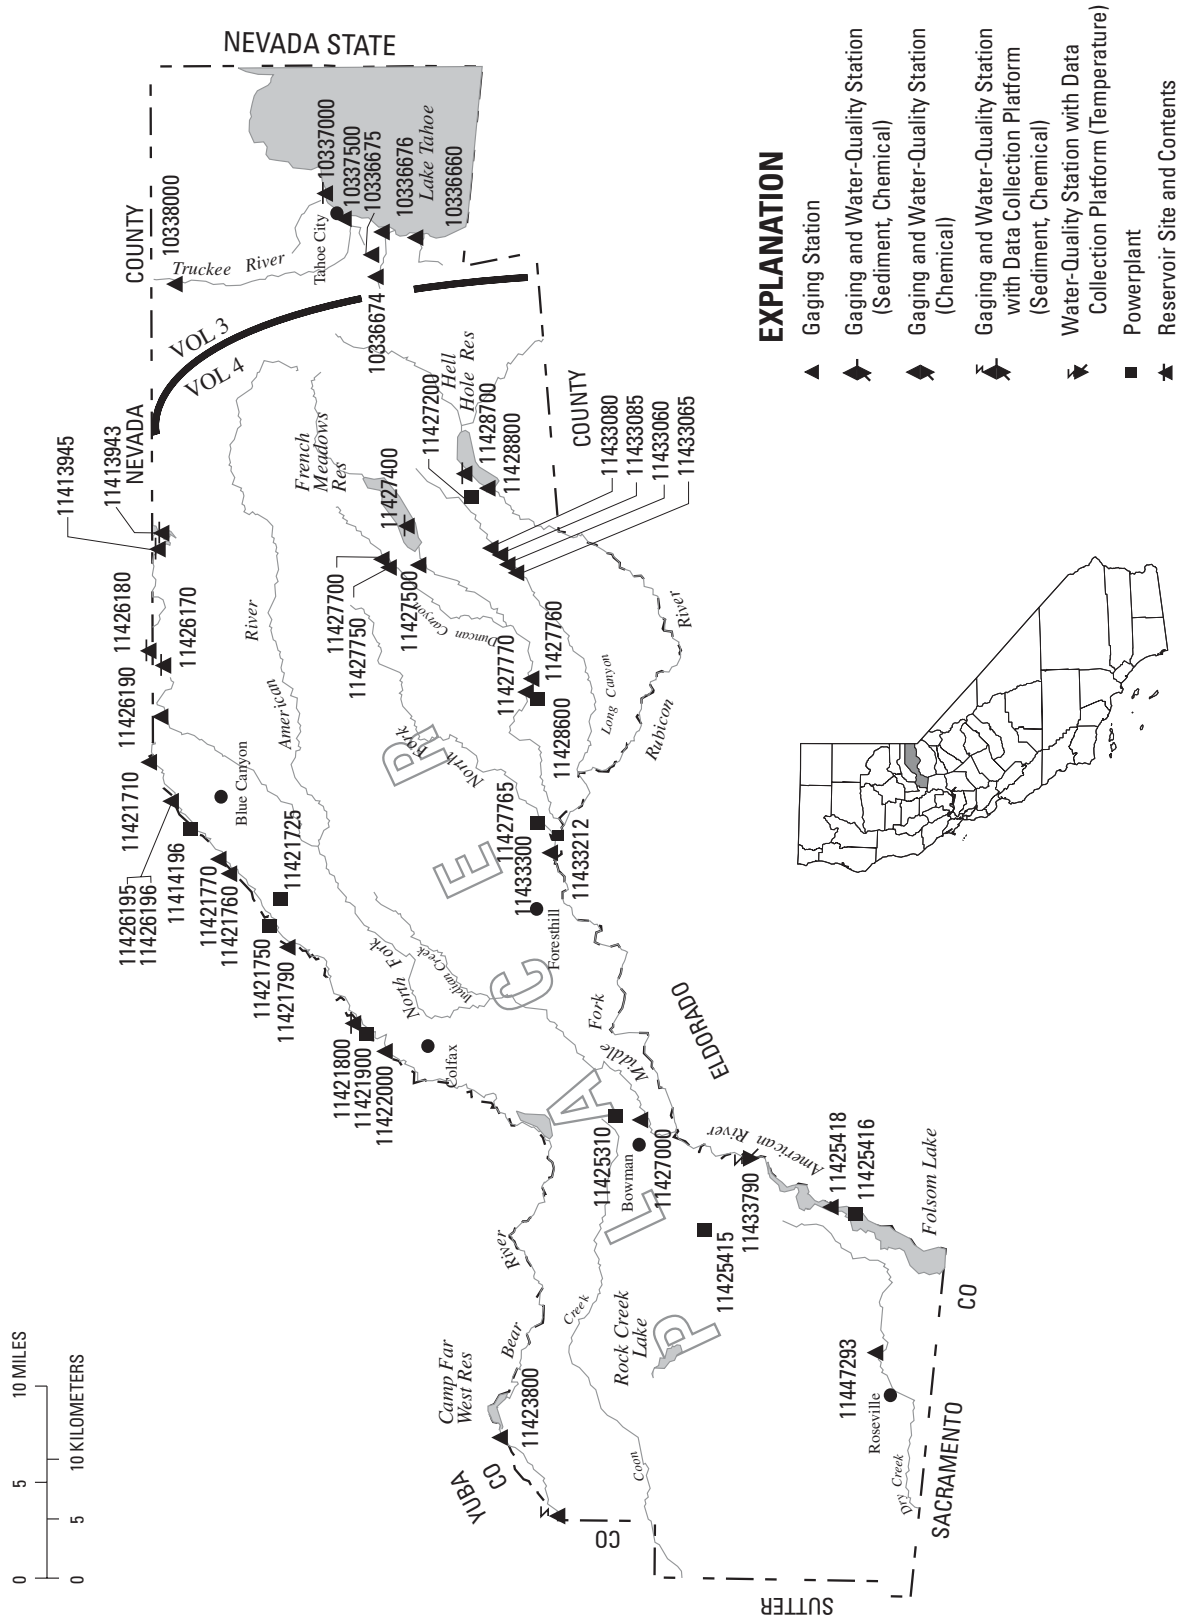 NEVADA STATE
COUNTY
10338000
Truckee River
Tahoe City
10337000
10337500
10336675
10336676
Lake Tahoe
10336660
10336674
VOL 3
VOL 4
NEVADA
11413945
11413943
11426180
11426170
11426190
11421710
11426195
11426196
11414196
11421770
11421760
11421725
11421750
11421790
11421800
11421900
11422000
Blue Canyon
Colfax
River
American
North Fork
Indian Creek
French
Meadows
Res
11427400
11427200
Hell
Hole Res
11428700
11428800
COUNTY
11433080
11433085
11433060
11433065
11427700
11427750
11427500
Duncan Canyon
North Fork
11427770
11427760
Long Canyon
River
Rubicon
11428600
11427765
11433300
11433212
Foresthill
PLACER
Middle Fork
ELDORADO
11425310
Bowman
11427000
American River
11433790
11425415
11425418
11425416
Folsom Lake
CO
Bear River
Camp Far
West Res
11423800
YUBA
CO
CO
Coon Creek
Rock Creek
Lake
11447293
Roseville
Dry Creek
SACRAMENTO
SUTTER
0 5 10 MILES
0 5 10 KILOMETERS
EXPLANATION
Gaging Station
Gaging and Water-Quality Station
(Sediment, Chemical)
Gaging and Water-Quality Station
(Chemical)
Gaging and Water-Quality Station
with Data Collection Platform
(Sediment, Chemical)
Water-Quality Station with Data
Collection Platform (Temperature)
Powerplant
Reservoir Site and Contents